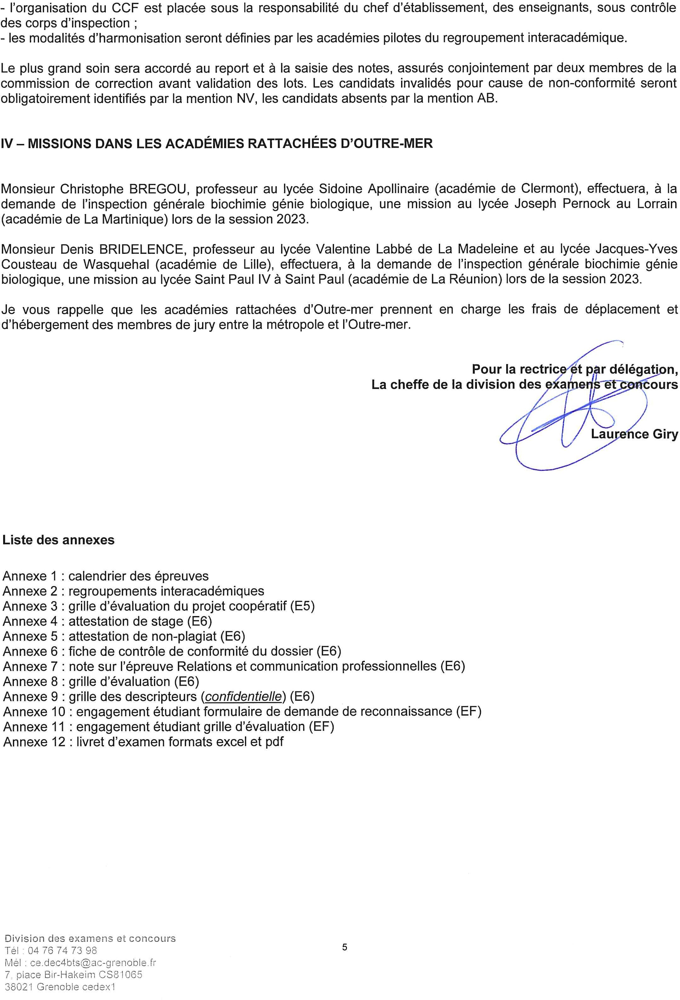 - l'organisation du CCF est placée sous la responsabilité du chef d'établissement, des enseignants, sous contrôle
des corps d'inspection ;
- les modalités d'harmonisation seront définies par les académies pilotes du regroupement interacadémique.
Le plus grand soin sera accordé au report et à la saisie des notes, assurés conjointement par deux membres de la
commission de correction avant validation des lots. Les candidats invalidés pour cause de non-conformité seront
obligatoirement identifiés par la mention NV, les candidats absents par la mention AB.
IV – MISSIONS DANS LES ACADÉMIES RATTACHÉES D'OUTRE-MER
Monsieur Christophe BREGOU, professeur au lycée Sidoine Apollinaire (académie de Clermont), effectuera, à la
demande de l'inspection générale biochimie génie biologique, une mission au lycée Joseph Pernock au Lorrain
(académie de La Martinique) lors de la session 2023.
Monsieur Denis BRIDELENCE, professeur au lycée Valentine Labbé de La Madeleine et au lycée Jacques-Yves
Cousteau de Wasquehal (académie de Lille), effectuera, à la demande de l'inspection générale biochimie génie
biologique, une mission au lycée Saint Paul IV à Saint Paul (académie de La Réunion) lors de la session 2023.
Je vous rappelle que les académies rattachées d'Outre-mer prennent en charge les frais de déplacement et
d'hébergement des membres de jury entre la métropole et l'Outre-mer.
Pour la rectrice et par délégation,
La cheffe de la division des examens et concours
Laurence Giry
Liste des annexes
Annexe 1 : calendrier des épreuves
Annexe 2 : regroupements interacadémiques
Annexe 3 : grille d'évaluation du projet coopératif (E5)
Annexe 4 : attestation de stage (E6)
Annexe 5 : attestation de non-plagiat (E6)
Annexe 6 : fiche de contrôle de conformité du dossier (E6)
Annexe 7 : note sur l'épreuve Relations et communication professionnelles (E6)
Annexe 8 : grille d'évaluation (E6)
Annexe 9 : grille des descripteurs (confidentielle) (E6)
Annexe 10 : engagement étudiant formulaire de demande de reconnaissance (EF)
Annexe 11 : engagement étudiant grille d'évaluation (EF)
Annexe 12 : livret d'examen formats excel et pdf
Division des examens et concours
Tél : 04 76 74 73 98
Mél : ce.dec4bts@ac-grenoble.fr
7, place Bir-Hakeim CS81065
38021 Grenoble cedex1
5